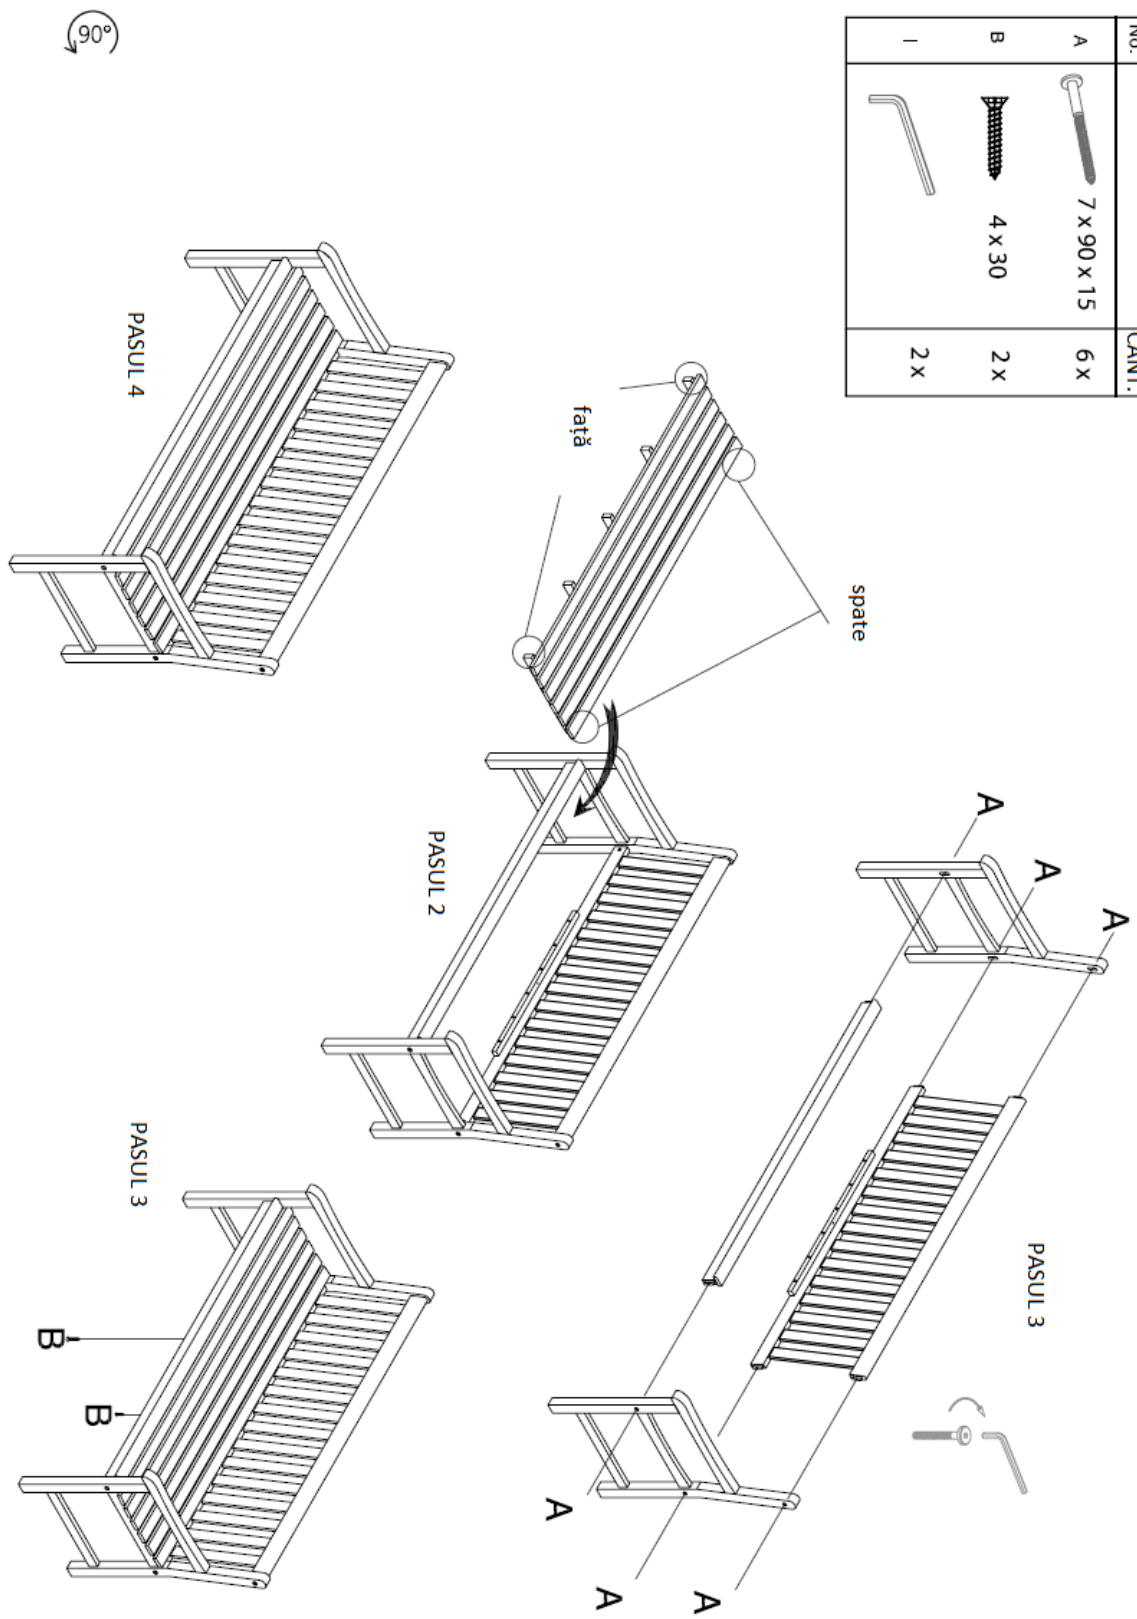 No.
CANT.
A
7 x 90 x 15
6 x
B
4 x 30
2 x
I
2 x
PASUL 3
A
A
A
A
A
A
spate
față
PASUL 2
PASUL 3
B
B
PASUL 4
90°